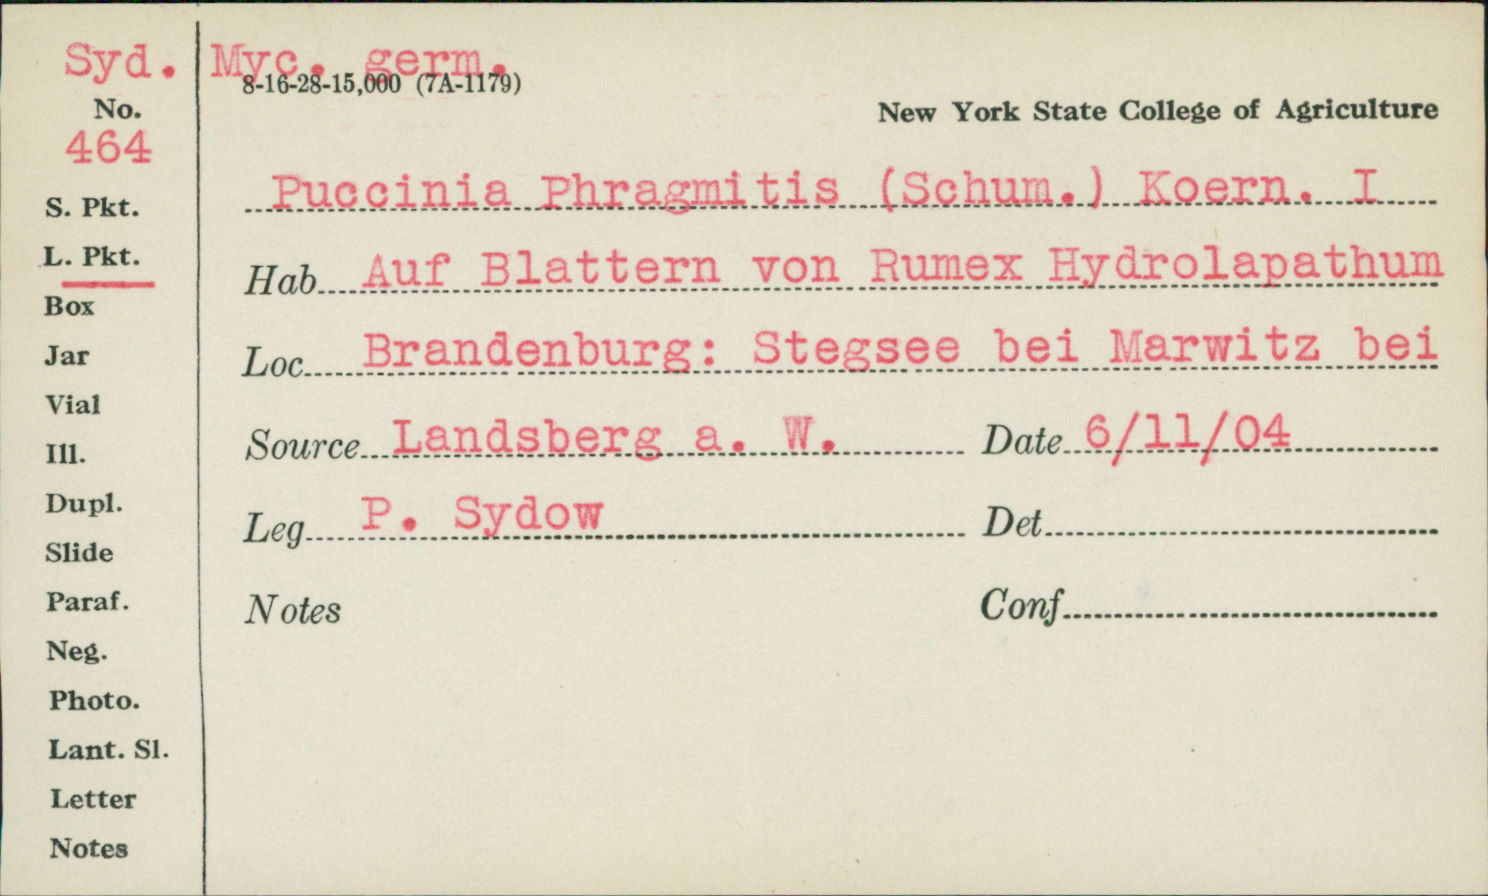 Syd. Myc. germ.
8-16-28-15,000 (7A-1179)
No.
New York State College of Agriculture
464
Puccinia Phragmitis (Schum.) Koern. I
S. Pkt.
L. Pkt.
Hab Auf Blattern von Rumex Hydrolapathum
Box
Loc Brandenburg: Stegsee bei Marwitz bei
Jar
Vial
Source Landsberg a. W. Date 6/11/04
Ill.
Dupl.
Leg P. Sydow Det
Slide
Paraf.
Notes Conf
Neg.
Photo.
Lant. Sl.
Letter
Notes